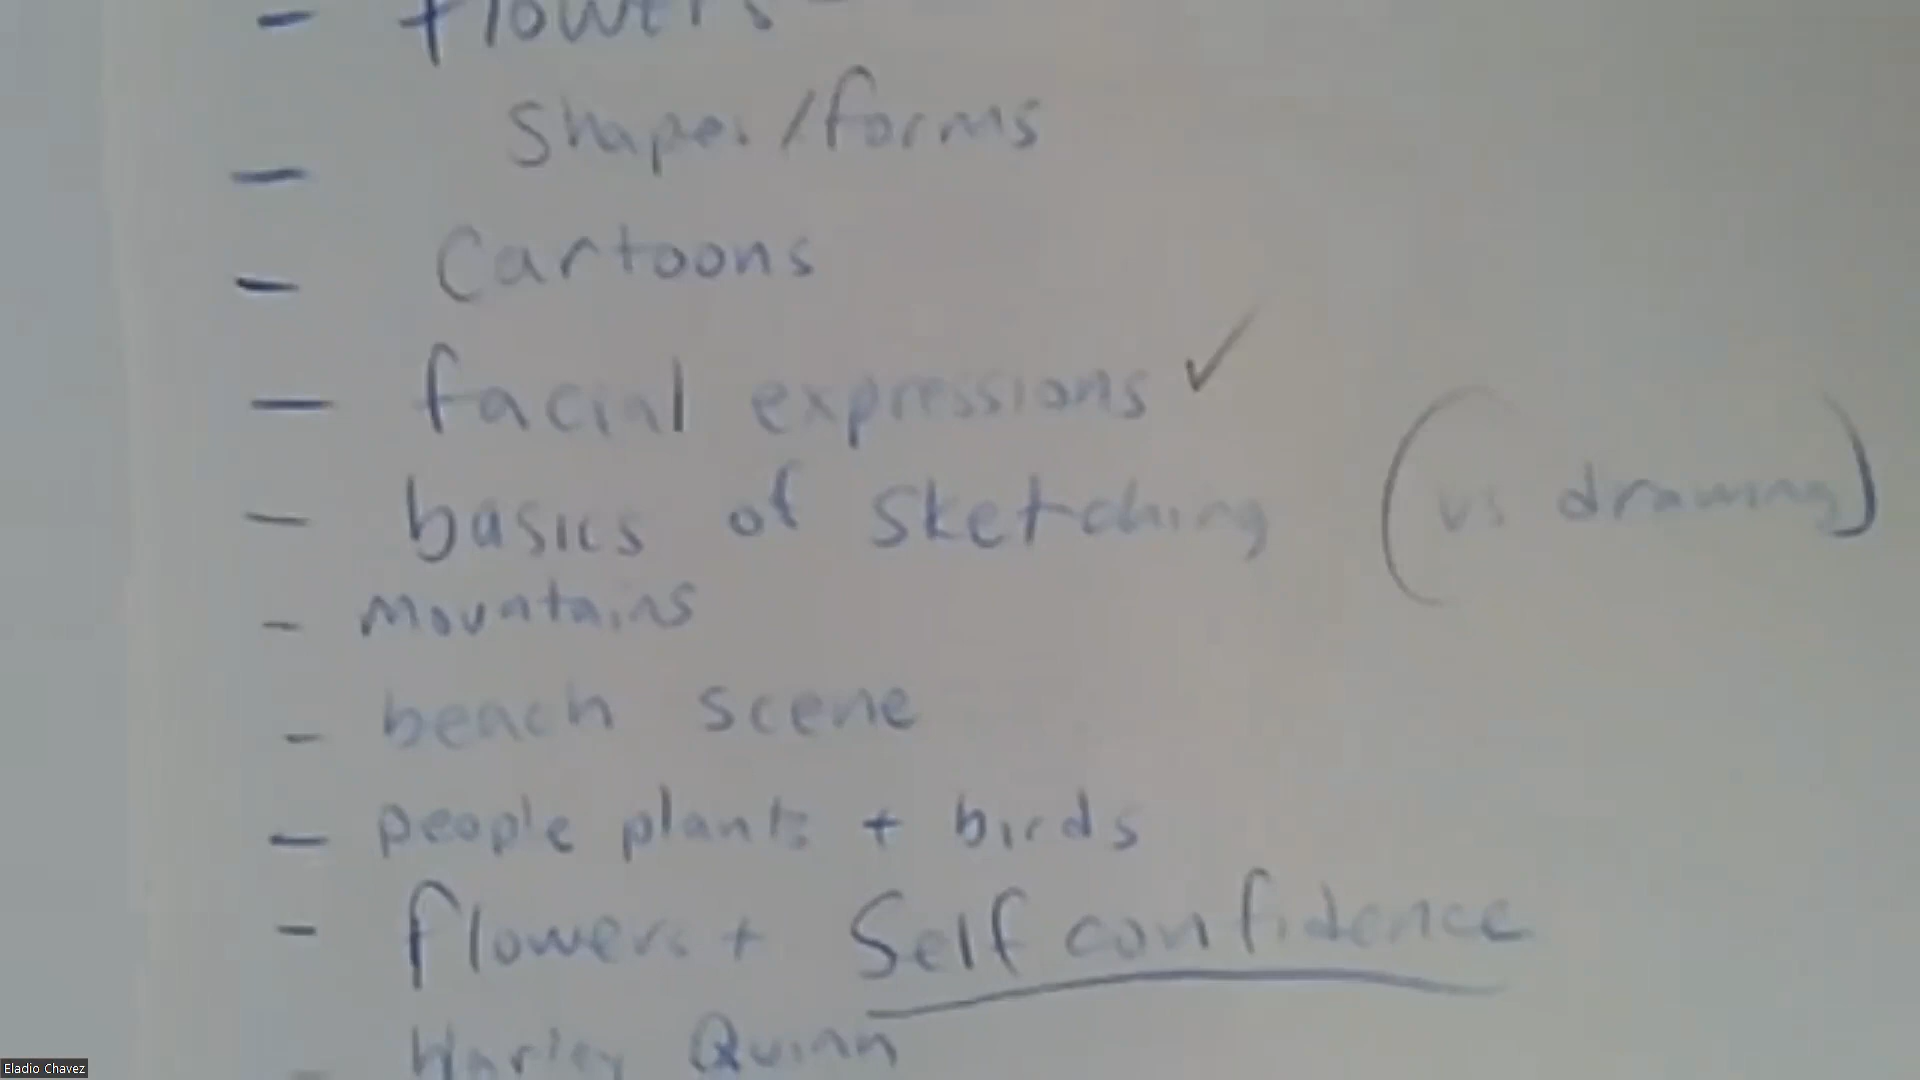 - flowers
- shapes/forms
- Cartoons
- facial expressions ✓
- basics of sketching (vs drawing)
- Mountains
- beach scene
- people plants + birds
- flowers + Self confidence
- Harley Quinn
Eladio Chavez